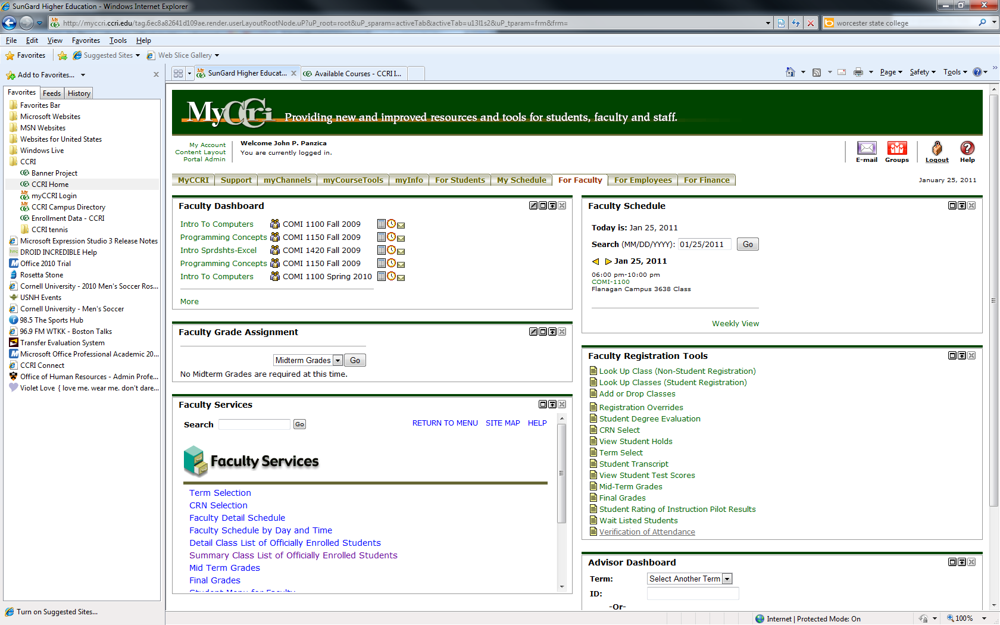 SunGard Higher Education - Windows Internet Explorer
http://myccri.ccri.edu/tag.6ec8a82641d109ae.render.userLayoutRootNode.uP?uP_root=root&uP_sparam=activeTab&activeTab=u13l1s2&uP_tparam=frm&frm=
worcester state college
File Edit View Favorites Tools Help
Favorites Suggested Sites Web Slice Gallery
Add to Favorites... x
SunGard Higher Educat... Available Courses - CCRI I...
Page Safety Tools
Favorites Feeds History
Favorites Bar
Microsoft Websites
MSN Websites
Websites for United States
Windows Live
CCRI
Banner Project
CCRI Home
myCCRI Login
CCRI Campus Directory
Enrollment Data - CCRI
CCRI tennis
Microsoft Expression Studio 3 Release Notes
DROID INCREDIBLE Help
Office 2010 Trial
Rosetta Stone
Cornell University - 2010 Men's Soccer Ros...
USNH Events
Cornell University - Men's Soccer
98.5 The Sports Hub
96.9 FM WTKK - Boston Talks
Transfer Evaluation System
Microsoft Office Professional Academic 20...
CCRI Connect
Office of Human Resources - Admin Profe...
Violet Love { love me. wear me. don't dare...
Turn on Suggested Sites...
MyCCRI Providing new and improved resources and tools for students, faculty and staff.
My Account
Content Layout
Portal Admin
Welcome John P. Panzica
You are currently logged in.
E-mail Groups Logout Help
MyCCRI Support myChannels myCourseTools myInfo For Students My Schedule For Faculty For Employees For Finance
January 25, 2011
Faculty Dashboard
Intro To Computers COMI 1100 Fall 2009
Programming Concepts COMI 1150 Fall 2009
Intro Sprdshts-Excel COMI 1420 Fall 2009
Programming Concepts COMI 1150 Fall 2009
Intro To Computers COMI 1100 Spring 2010
More
Faculty Grade Assignment
Midterm Grades Go
No Midterm Grades are required at this time.
Faculty Services
Search Go RETURN TO MENU SITE MAP HELP
Faculty Services
Term Selection
CRN Selection
Faculty Detail Schedule
Faculty Schedule by Day and Time
Detail Class List of Officially Enrolled Students
Summary Class List of Officially Enrolled Students
Mid Term Grades
Final Grades
Student Menu for Faculty
Faculty Schedule
Today is: Jan 25, 2011
Search (MM/DD/YYYY): 01/25/2011 Go
Jan 25, 2011
06:00 pm-10:00 pm
COMI-1100
Flanagan Campus 3638 Class
Weekly View
Faculty Registration Tools
Look Up Class (Non-Student Registration)
Look Up Classes (Student Registration)
Add or Drop Classes
Registration Overrides
Student Degree Evaluation
CRN Select
View Student Holds
Term Select
Student Transcript
View Student Test Scores
Mid-Term Grades
Final Grades
Student Rating of Instruction Pilot Results
Wait Listed Students
Verification of Attendance
Advisor Dashboard
Term: Select Another Term
ID:
-Or-
Internet | Protected Mode: On
100%